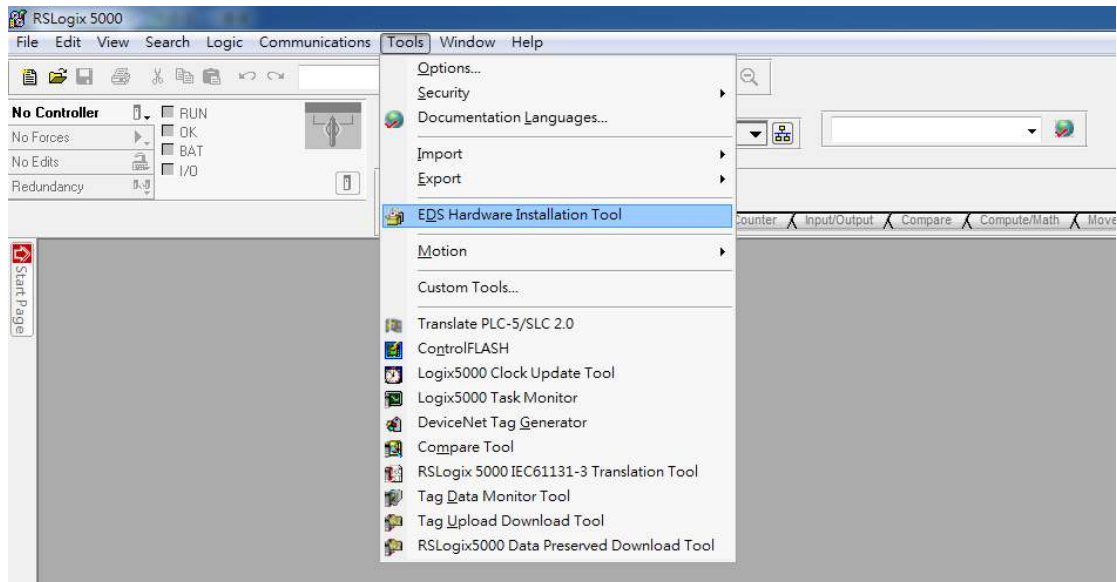 RSLogix 5000
File Edit View Search Logic Communications Tools Window Help
No Controller
No Forces
No Edits
Redundancy
RUN
OK
BAT
I/O
Options...
Security
Documentation Languages...
Import
Export
EDS Hardware Installation Tool
Motion
Custom Tools...
Translate PLC-5/SLC 2.0
ControlFLASH
Logix5000 Clock Update Tool
Logix5000 Task Monitor
DeviceNet Tag Generator
Compare Tool
RSLogix 5000 IEC61131-3 Translation Tool
Tag Data Monitor Tool
Tag Upload Download Tool
RSLogix5000 Data Preserved Download Tool
Input/Output Compare Compute/Math
Start Page